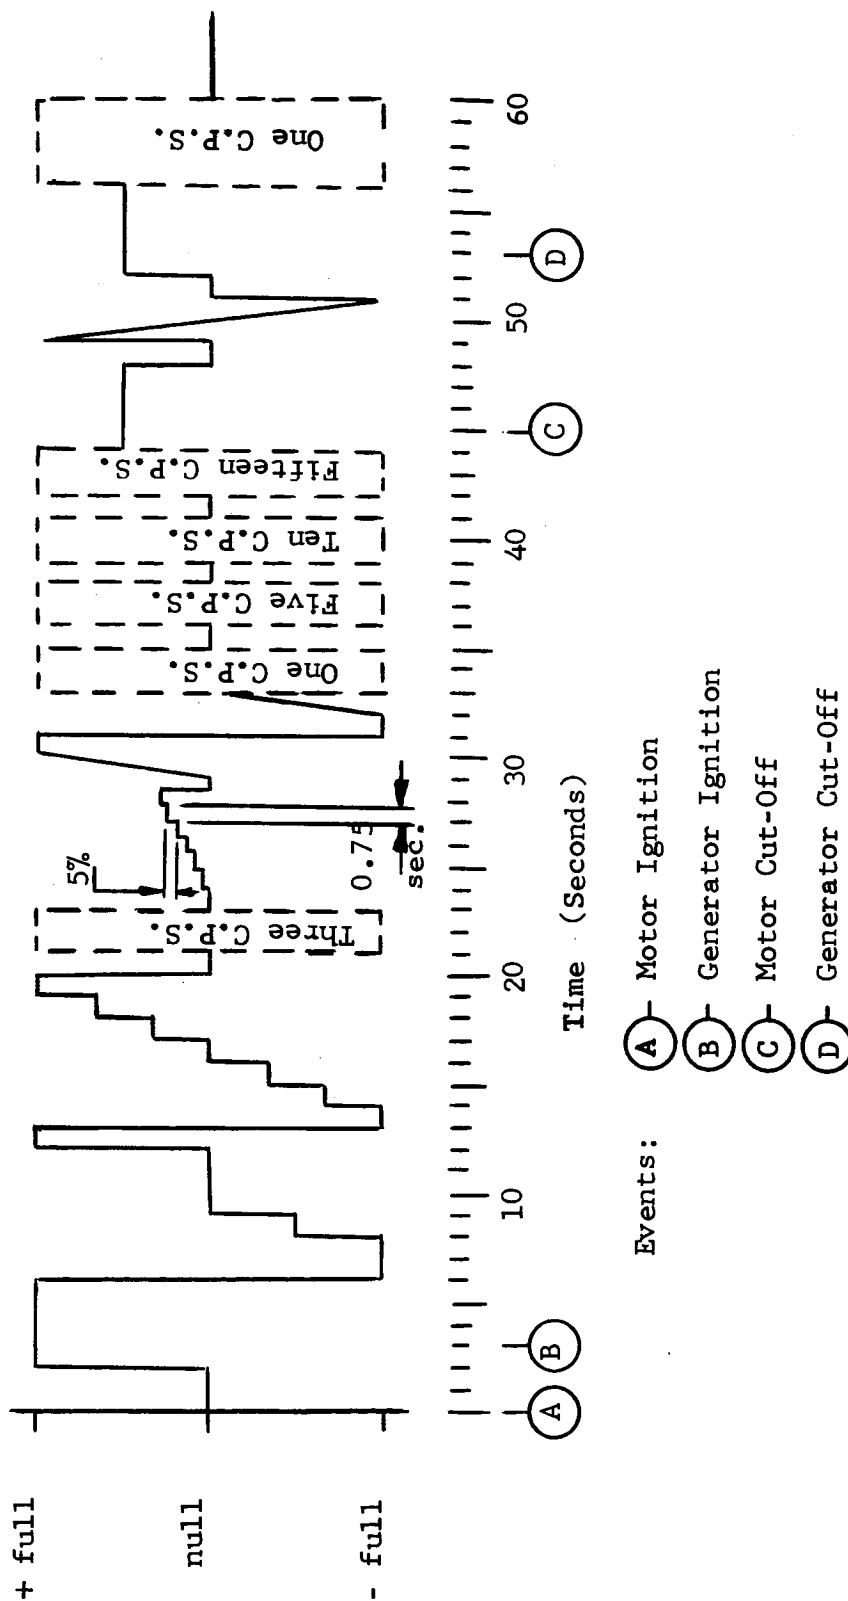 + full
null
- full
One C.P.S.
Fifteen C.P.S.
Ten C.P.S.
Five C.P.S.
One C.P.S.
Three C.P.S.
5%
0.75
sec.
10
20
30
40
50
60
A
B
C
D
Time (Seconds)
Events:
A - Motor Ignition
B - Generator Ignition
C - Motor Cut-Off
D - Generator Cut-Off